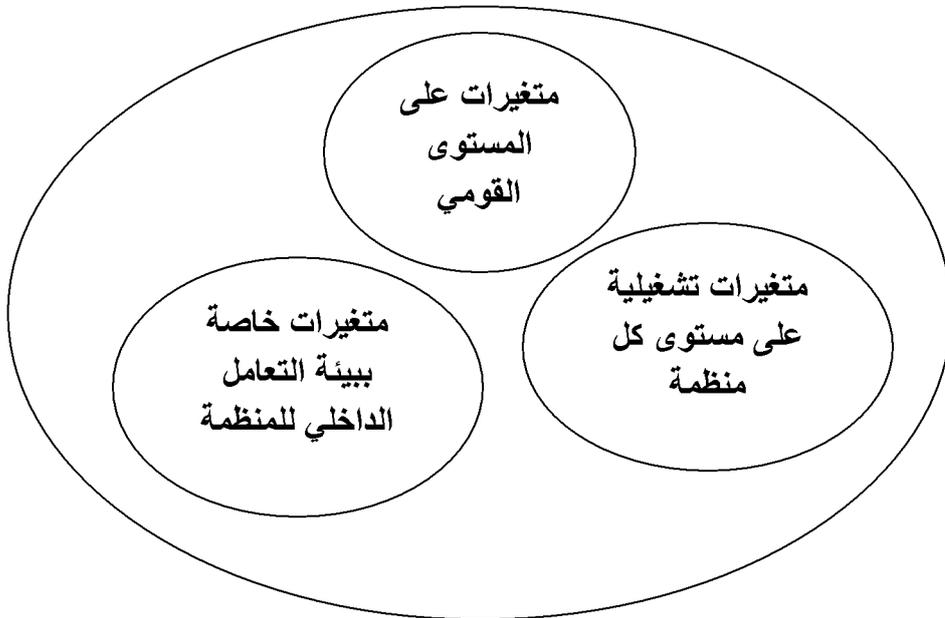 متغيرات على
المستوى
القومي
متغيرات تشغيلية
على مستوى كل
منظمة
متغيرات خاصة
ببيئة التعامل
الداخلي للمنظمة